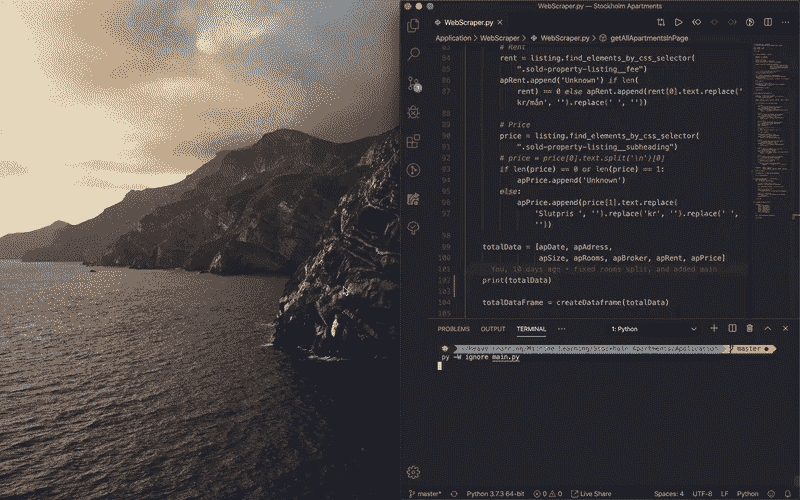 WebScraper.py — Stockholm Apartments
WebScraper.py
Application > WebScraper > WebScraper.py > getAllApartmentsInPage
83 # Rent
84 rent = listing.find_elements_by_css_selector(
85 ".sold-property-listing__fee")
86 apRent.append('Unknown') if len(
87 rent) == 0 else apRent.append(rent[0].text.replace('
kr/mån', '').replace(' ', ''))
88
89 # Price
90 price = listing.find_elements_by_css_selector(
91 ".sold-property-listing__subheading")
92 # price = price[0].text.split('\n')[0]
93 if len(price) == 0 or len(price) == 1:
94 apPrice.append('Unknown')
95 else:
96 apPrice.append(price[1].text.replace(
97 'Slutpris ', '').replace('kr', '').replace(' ',
''))
98
99 totalData = [apDate, apAdress,
100 apSize, apRooms, apBroker, apRent, apPrice]
101 You, 10 days ago • fixed rooms split, and added main
102 print(totalData)
103
104 totalDataFrame = createDataframe(totalData)
105
PROBLEMS OUTPUT TERMINAL ••• 1: Python
master
py -W ignore main.py
master* Python 3.7.3 64-bit 0 0 Live Share Spaces: 4 UTF-8 LF Python